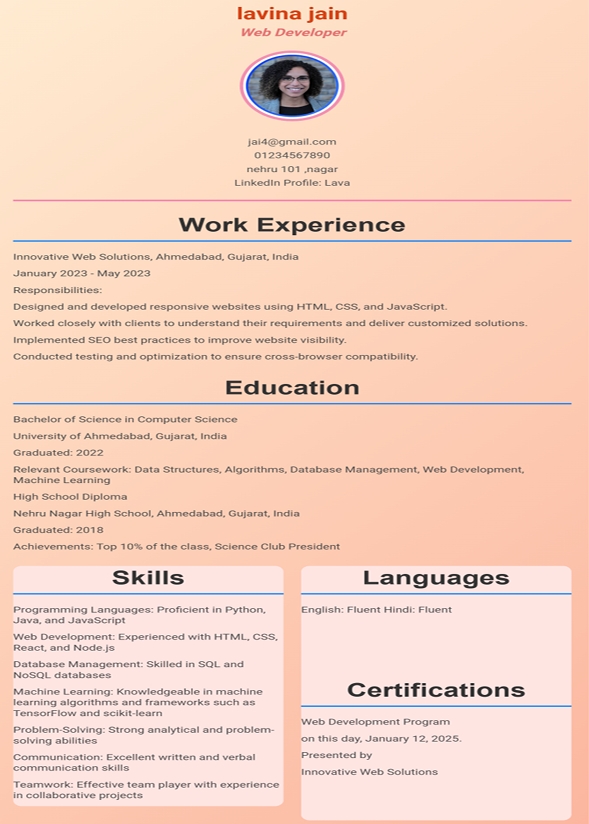 lavina jain
Web Developer
jai4@gmail.com
01234567890
nehru 101 ,nagar
LinkedIn Profile: Lava
Work Experience
Innovative Web Solutions, Ahmedabad, Gujarat, India
January 2023 - May 2023
Responsibilities:
Designed and developed responsive websites using HTML, CSS, and JavaScript.
Worked closely with clients to understand their requirements and deliver customized solutions.
Implemented SEO best practices to improve website visibility.
Conducted testing and optimization to ensure cross-browser compatibility.
Education
Bachelor of Science in Computer Science
University of Ahmedabad, Gujarat, India
Graduated: 2022
Relevant Coursework: Data Structures, Algorithms, Database Management, Web Development,
Machine Learning
High School Diploma
Nehru Nagar High School, Ahmedabad, Gujarat, India
Graduated: 2018
Achievements: Top 10% of the class, Science Club President
Skills
Programming Languages: Proficient in Python,
Java, and JavaScript
Web Development: Experienced with HTML, CSS,
React, and Node.js
Database Management: Skilled in SQL and
NoSQL databases
Machine Learning: Knowledgeable in machine
learning algorithms and frameworks such as
TensorFlow and scikit-learn
Problem-Solving: Strong analytical and problem-
solving abilities
Communication: Excellent written and verbal
communication skills
Teamwork: Effective team player with experience
in collaborative projects
Languages
English: Fluent Hindi: Fluent
Certifications
Web Development Program
on this day, January 12, 2025.
Presented by
Innovative Web Solutions